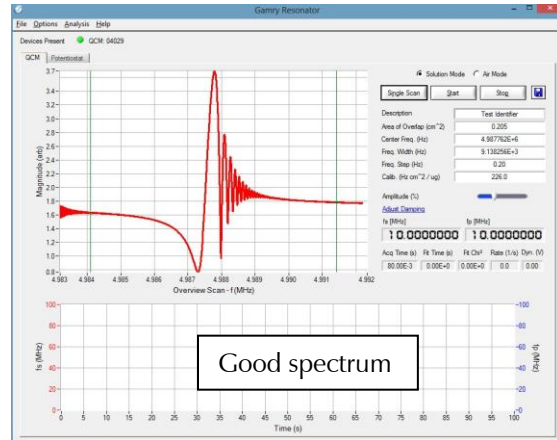 Gamry Resonator
File Options Analysis Help
Devices Present QCM: 04029
QCM Potentiostat
Solution Mode Air Mode
Single Scan Start Stop
Description Test Identifier
Area of Overlap (cm^2) 0.205
Center Freq. (Hz) 4.987762E+6
Freq. Width (Hz) 9.138256E+3
Freq. Step (Hz) 0.20
Calib. (Hz cm^2 / ug) 226.0
Amplitude (%)
Adjust Damping
fs [MHz] fp [MHz]
10.0000000 10.0000000
Acq Time (s) Fit Time (s) Fit Chi² Rate (1/s) Dyn. (V)
80.00E-3 0.00E+0 0.00E+0 0.0 0.00
Magnitude (arb)
3.7
3.4
3.2
3.0
2.8
2.6
2.4
2.2
2.0
1.8
1.6
1.4
1.2
1.0
0.8
4.983 4.984 4.985 4.986 4.987 4.988 4.989 4.990 4.991 4.992
Overview Scan - f (MHz)
fs (MHz)
100
80
60
40
20
0
Good spectrum
100
80
60
40
20
0
fp (MHz)
0 5 10 15 20 25 30 35 40 45 50 55 60 65 70 75 80 85 90 95 100
Time (s)